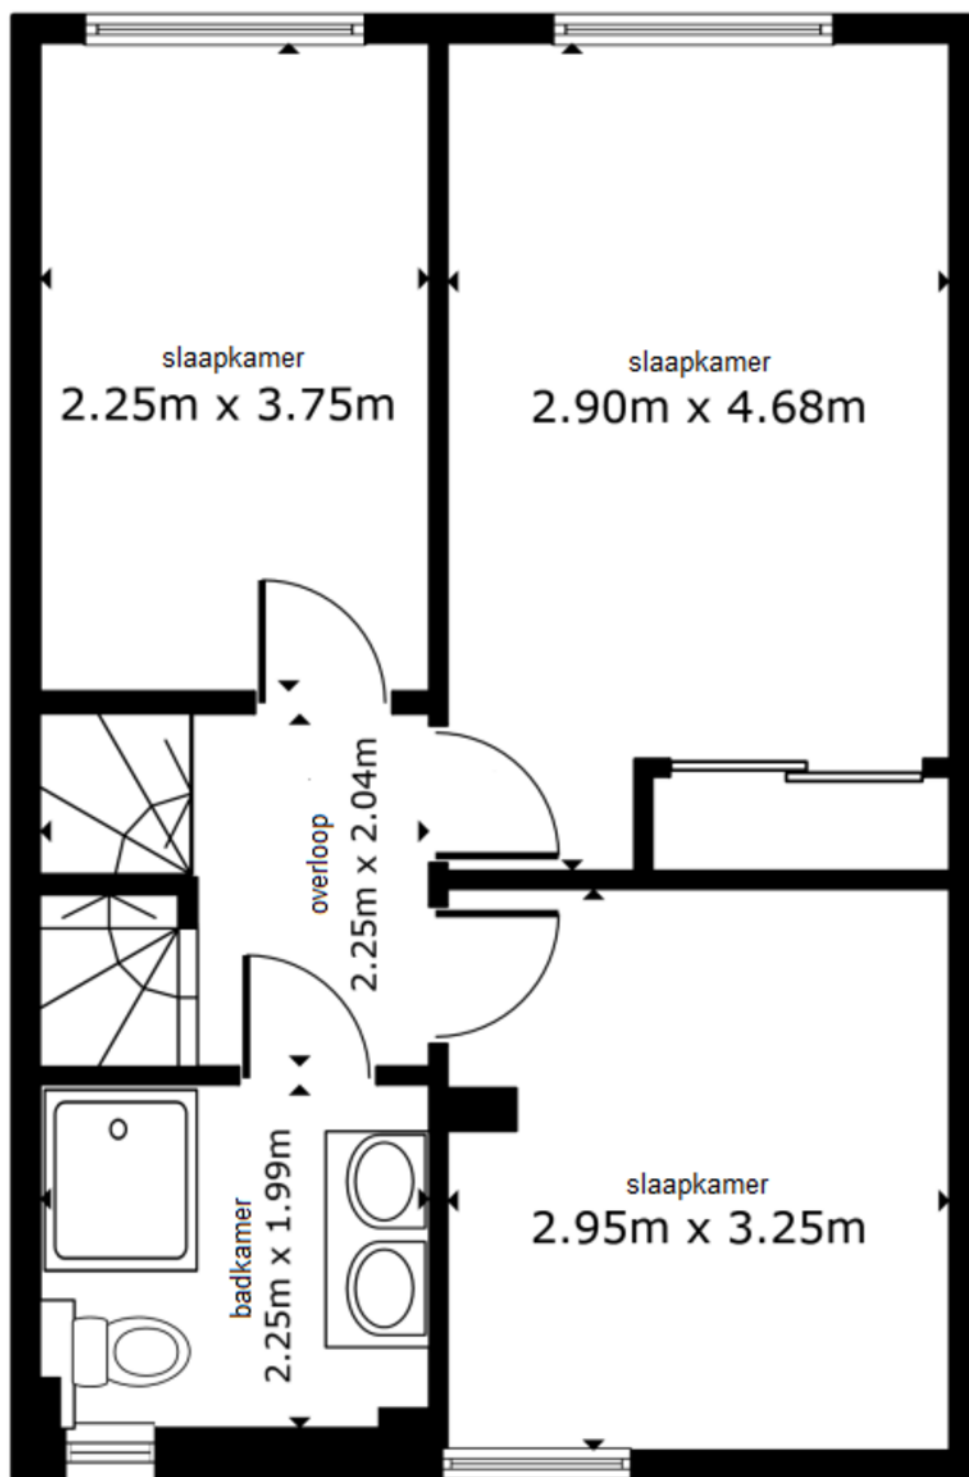 slaapkamer
2.25m x 3.75m
slaapkamer
2.90m x 4.68m
overloop
2.25m x 2.04m
badkamer
2.25m x 1.99m
slaapkamer
2.95m x 3.25m